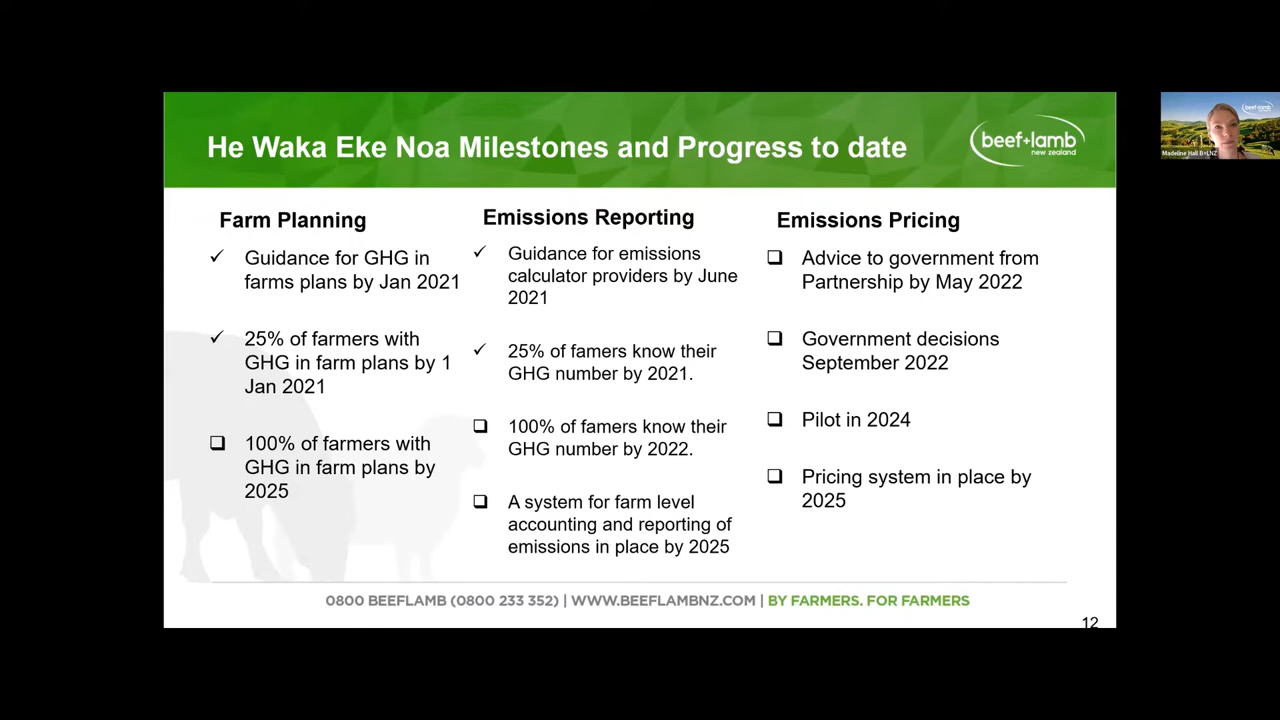 He Waka Eke Noa Milestones and Progress to date
beef+lamb
new zealand
Farm Planning
Guidance for GHG in
farms plans by Jan 2021
25% of farmers with
GHG in farm plans by 1
Jan 2021
100% of farmers with
GHG in farm plans by
2025
Emissions Reporting
Guidance for emissions
calculator providers by June
2021
25% of famers know their
GHG number by 2021.
100% of famers know their
GHG number by 2022.
A system for farm level
accounting and reporting of
emissions in place by 2025
Emissions Pricing
Advice to government from
Partnership by May 2022
Government decisions
September 2022
Pilot in 2024
Pricing system in place by
2025
0800 BEEFLAMB (0800 233 352) | WWW.BEEFLAMBNZ.COM | BY FARMERS. FOR FARMERS
12
beef+lamb
Madeline Hall B+LNZ